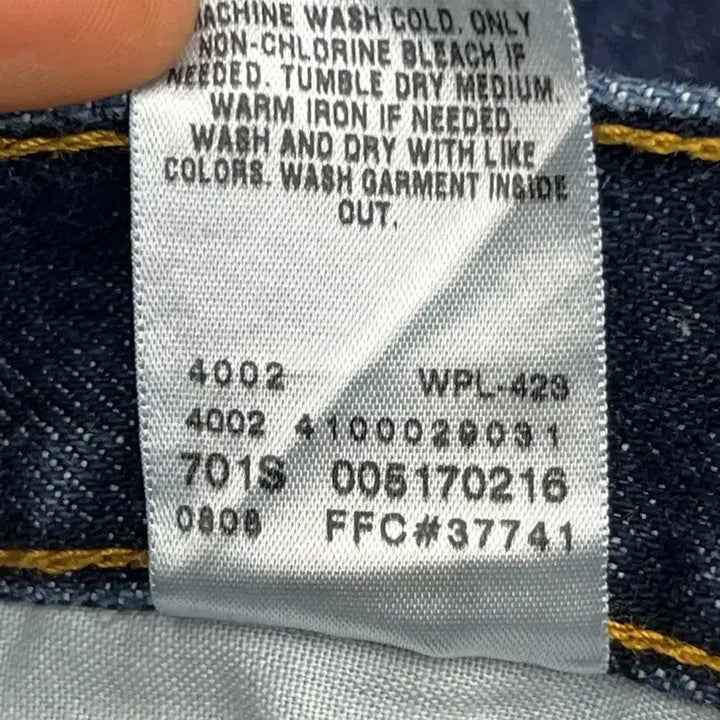 MACHINE WASH COLD. ONLY
NON-CHLORINE BLEACH IF
NEEDED. TUMBLE DRY MEDIUM.
WARM IRON IF NEEDED.
WASH AND DRY WITH LIKE
COLORS. WASH GARMENT INSIDE
OUT.
4002 WPL-423
4002 4100029031
701S 005170216
0808 FFC#37741